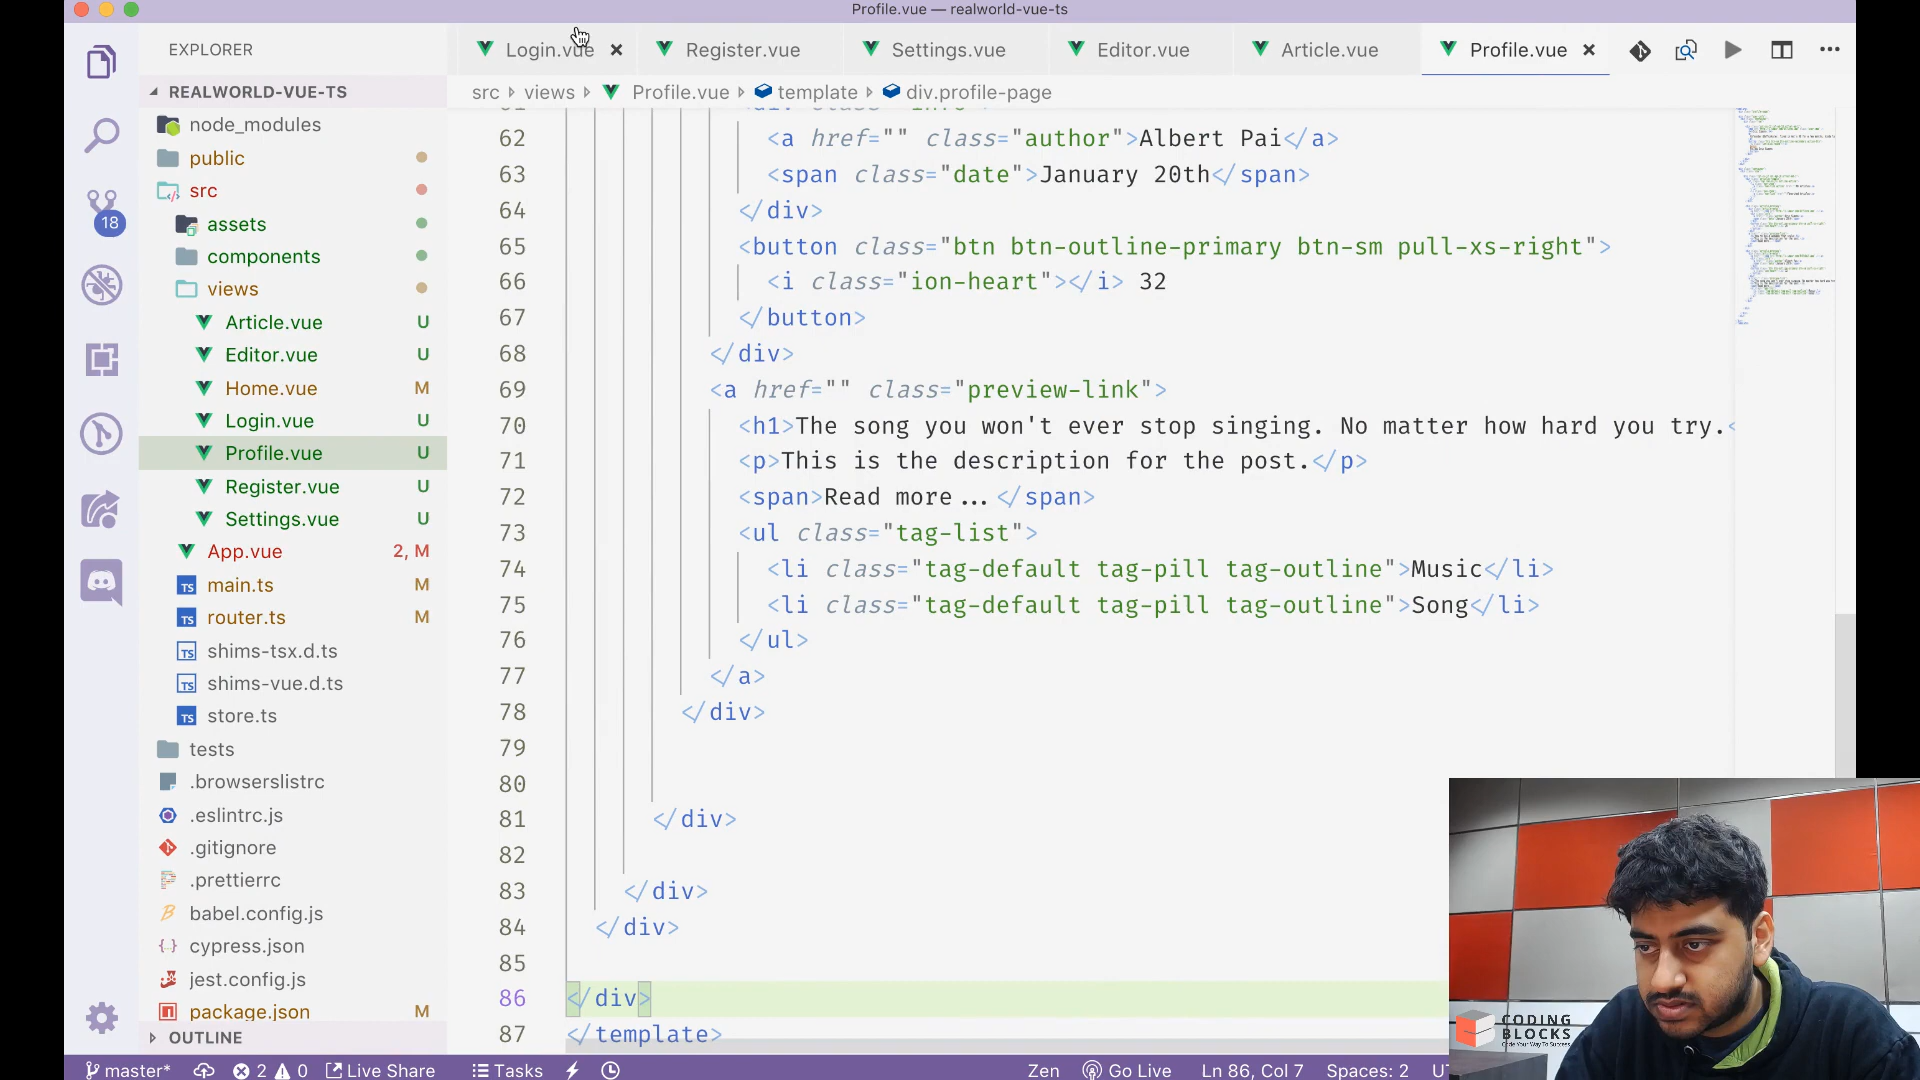 Profile.vue — realworld-vue-ts
EXPLORER
Login.vue
Register.vue
Settings.vue
Editor.vue
Article.vue
Profile.vue
REALWORLD-VUE-TS
src › views › Profile.vue › template › div.profile-page
node_modules
public
src
assets
components
views
Article.vue U
Editor.vue U
Home.vue M
Login.vue U
Profile.vue U
Register.vue U
Settings.vue U
App.vue 2, M
main.ts M
router.ts M
shims-tsx.d.ts
shims-vue.d.ts
store.ts
tests
.browserslistrc
.eslintrc.js
.gitignore
.prettierrc
babel.config.js
cypress.json
jest.config.js
package.json M
OUTLINE
18
62 <a href="" class="author">Albert Pai</a>
63 <span class="date">January 20th</span>
64 </div>
65 <button class="btn btn-outline-primary btn-sm pull-xs-right">
66 <i class="ion-heart"></i> 32
67 </button>
68 </div>
69 <a href="" class="preview-link">
70 <h1>The song you won't ever stop singing. No matter how hard you try.<
71 <p>This is the description for the post.</p>
72 <span>Read more...</span>
73 <ul class="tag-list">
74 <li class="tag-default tag-pill tag-outline">Music</li>
75 <li class="tag-default tag-pill tag-outline">Song</li>
76 </ul>
77 </a>
78 </div>
79
80
81 </div>
82
83 </div>
84 </div>
85
86 </div>
87 </template>
master* 2 0 Live Share Tasks Zen Go Live Ln 86, Col 7 Spaces: 2
CODING
BLOCKS
Code Your Way To Success